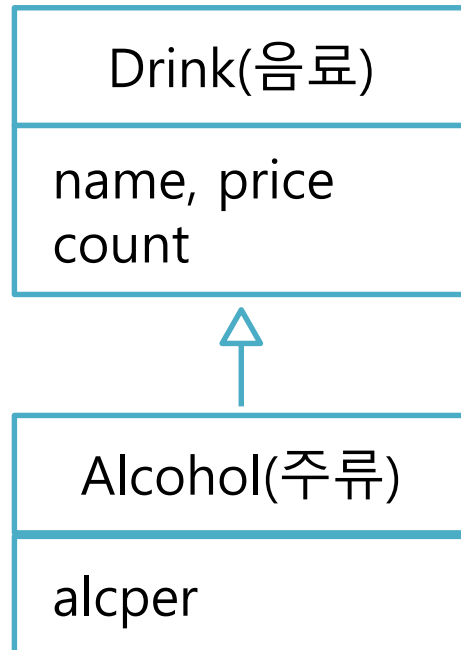 Drink(음료)
name, price
count
Alcohol(주류)
alcper